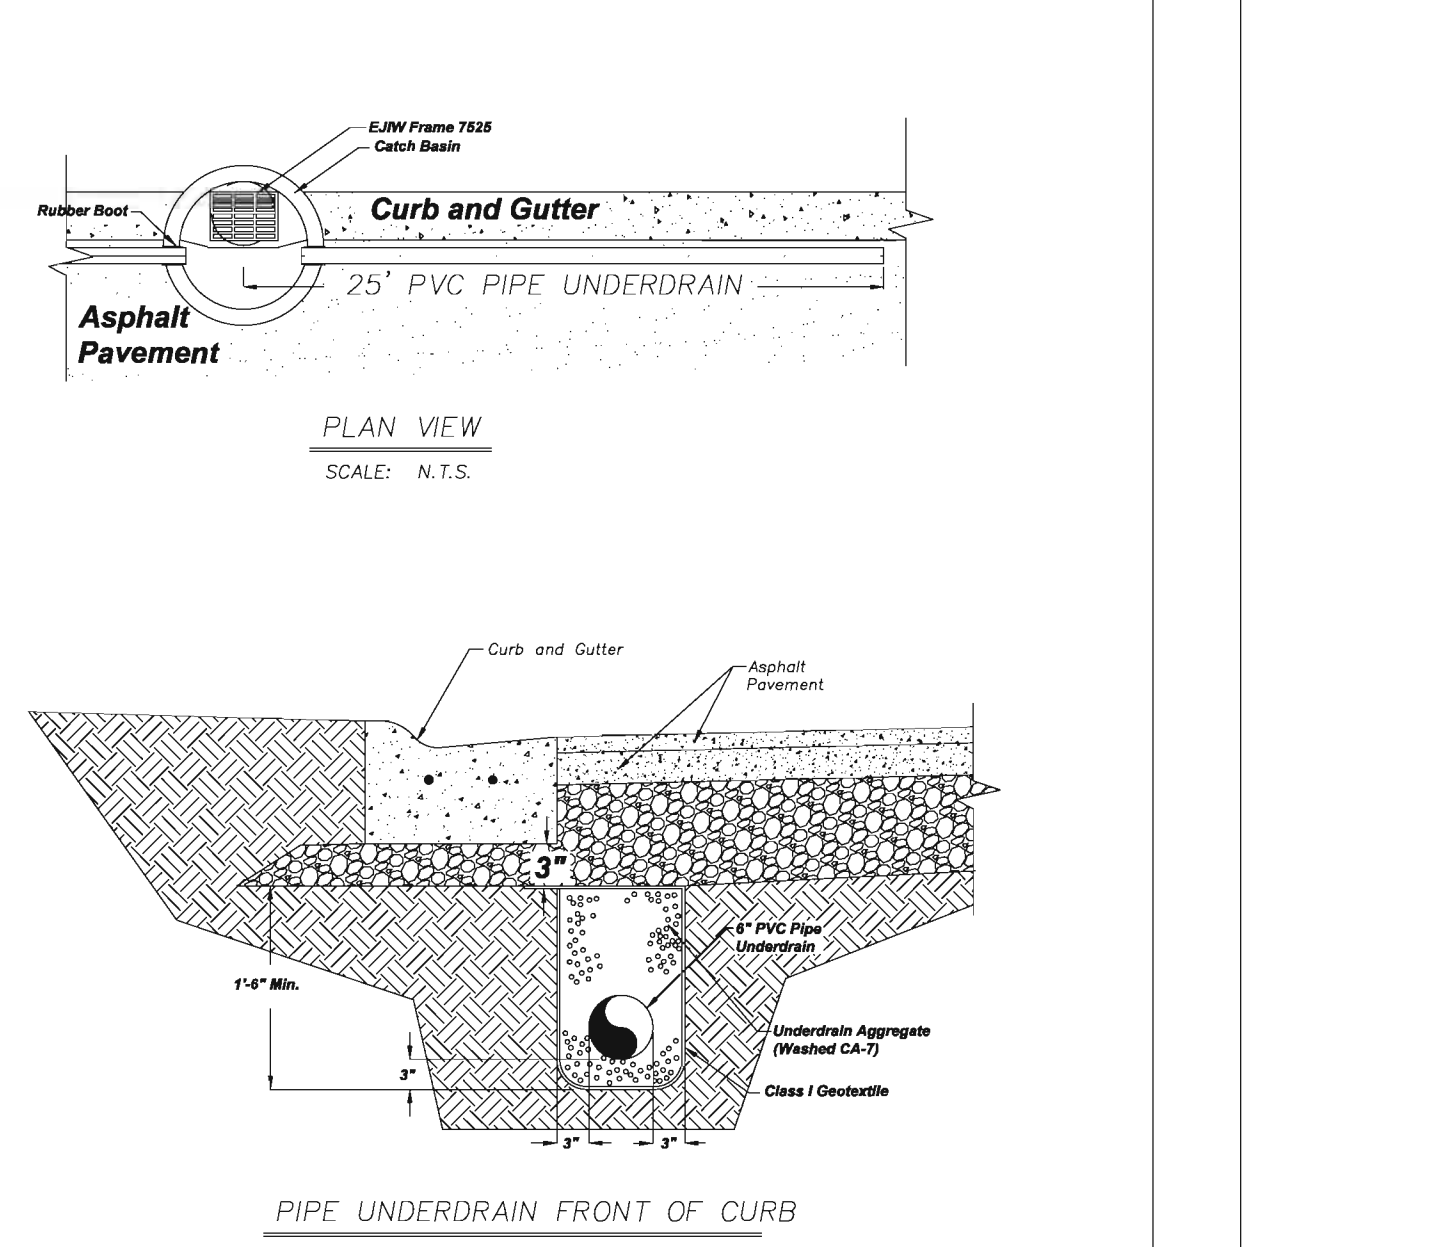 EJIW Frame 7525
Catch Basin
Rubber Boot
Curb and Gutter
25' PVC PIPE UNDERDRAIN
Asphalt
Pavement
PLAN VIEW
SCALE: N.T.S.
Curb and Gutter
Asphalt
Pavement
3"
6" PVC Pipe
Underdrain
1'-6" Min.
Underdrain Aggregate
(Washed CA-7)
3"
Class I Geotextile
3" 3"
PIPE UNDERDRAIN FRONT OF CURB